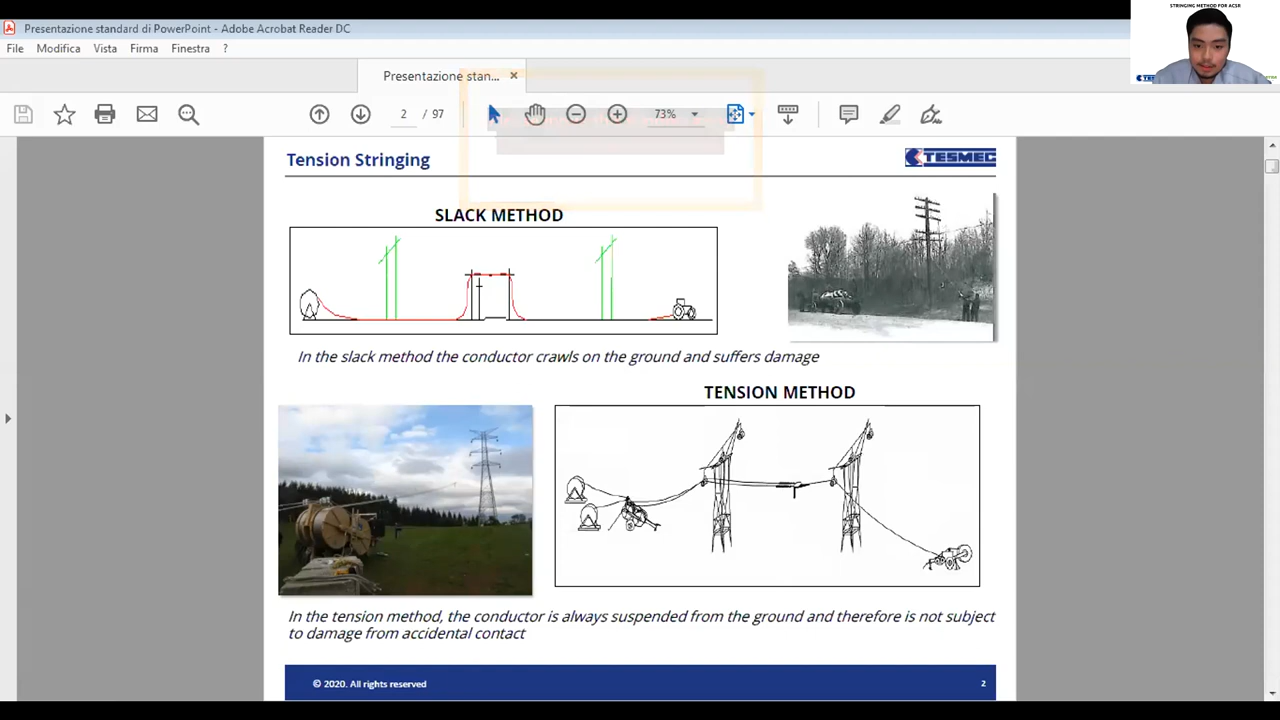 STRINGING METHOD FOR ACSR
Presentazione standard di PowerPoint - Adobe Acrobat Reader DC
File Modifica Vista Firma Finestra ?
Presentazione stan...
2 / 97
73%
Tension Stringing
TESMEC
SLACK METHOD
In the slack method the conductor crawls on the ground and suffers damage
TENSION METHOD
In the tension method, the conductor is always suspended from the ground and therefore is not subject
to damage from accidental contact
© 2020. All rights reserved
2